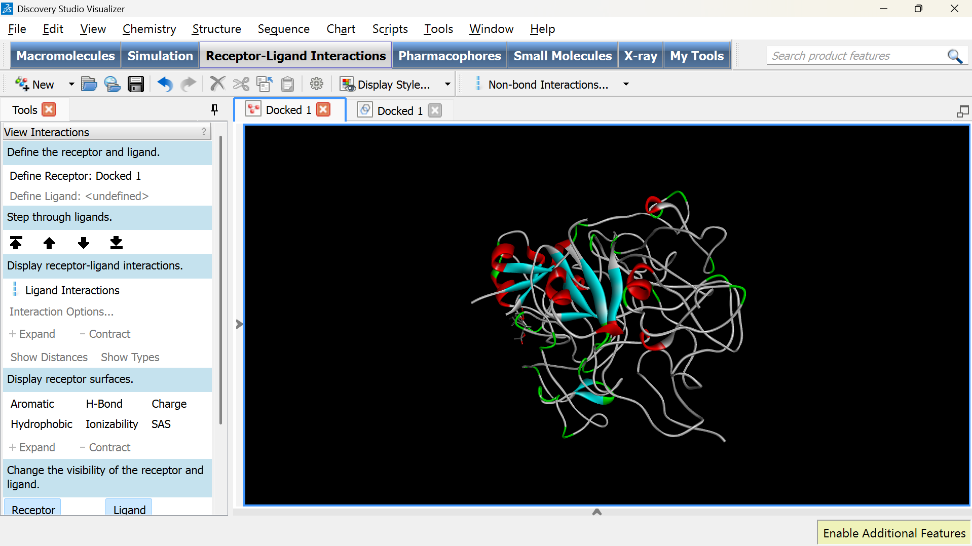 Discovery Studio Visualizer
File Edit View Chemistry Structure Sequence Chart Scripts Tools Window Help
Macromolecules Simulation Receptor-Ligand Interactions Pharmacophores Small Molecules X-ray My Tools Search product features
New Display Style... Non-bond Interactions...
Tools Docked 1 Docked 1
View Interactions ?
Define the receptor and ligand.
Define Receptor: Docked 1
Define Ligand: <undefined>
Step through ligands.
Display receptor-ligand interactions.
Ligand Interactions
Interaction Options...
+ Expand - Contract
Show Distances Show Types
Display receptor surfaces.
Aromatic H-Bond Charge
Hydrophobic Ionizability SAS
+ Expand - Contract
Change the visibility of the receptor and
ligand.
Receptor Ligand
Enable Additional Features